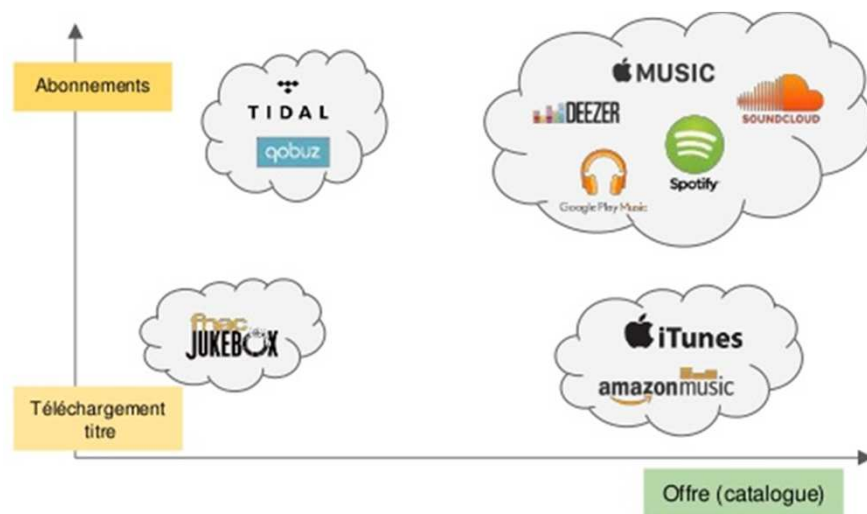 Abonnements
TIDAL
qobuz
MUSIC
DEEZER
SOUNDCLOUD
Google Play Music
Spotify
fnac
JUKEBOX
iTunes
amazonmusic
Téléchargement
titre
Offre (catalogue)